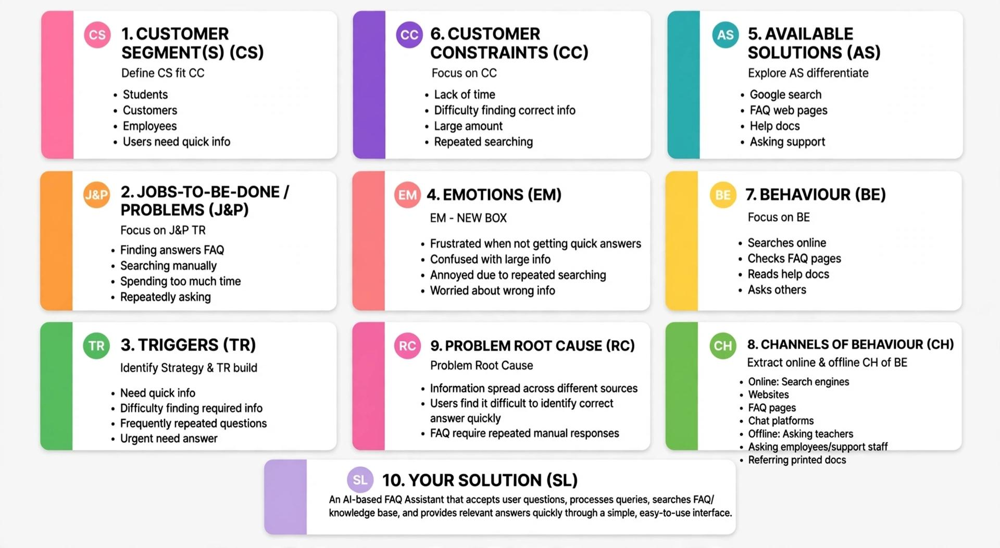 CS
1. CUSTOMER
SEGMENT(S) (CS)
Define CS fit CC
• Students
• Customers
• Employees
• Users need quick info
CC
6. CUSTOMER
CONSTRAINTS (CC)
Focus on CC
• Lack of time
• Difficulty finding correct info
• Large amount
• Repeated searching
AS
5. AVAILABLE
SOLUTIONS (AS)
Explore AS differentiate
• Google search
• FAQ web pages
• Help docs
• Asking support
J&P
2. JOBS-TO-BE-DONE /
PROBLEMS (J&P)
Focus on J&P TR
• Finding answers FAQ
• Searching manually
• Spending too much time
• Repeatedly asking
EM
4. EMOTIONS (EM)
EM - NEW BOX
• Frustrated when not getting quick answers
• Confused with large info
• Annoyed due to repeated searching
• Worried about wrong info
BE
7. BEHAVIOUR (BE)
Focus on BE
• Searches online
• Checks FAQ pages
• Reads help docs
• Asks others
TR
3. TRIGGERS (TR)
Identify Strategy & TR build
• Need quick info
• Difficulty finding required info
• Frequently repeated questions
• Urgent need answer
RC
9. PROBLEM ROOT CAUSE (RC)
Problem Root Cause
• Information spread across different sources
• Users find it difficult to identify correct
answer quickly
• FAQ require repeated manual responses
CH
8. CHANNELS OF BEHAVIOUR (CH)
Extract online & offline CH of BE
• Online: Search engines
• Websites
• FAQ pages
• Chat platforms
• Offline: Asking teachers
• Asking employees/support staff
• Referring printed docs
SL
10. YOUR SOLUTION (SL)
An AI-based FAQ Assistant that accepts user questions, processes queries, searches FAQ/
knowledge base, and provides relevant answers quickly through a simple, easy-to-use interface.